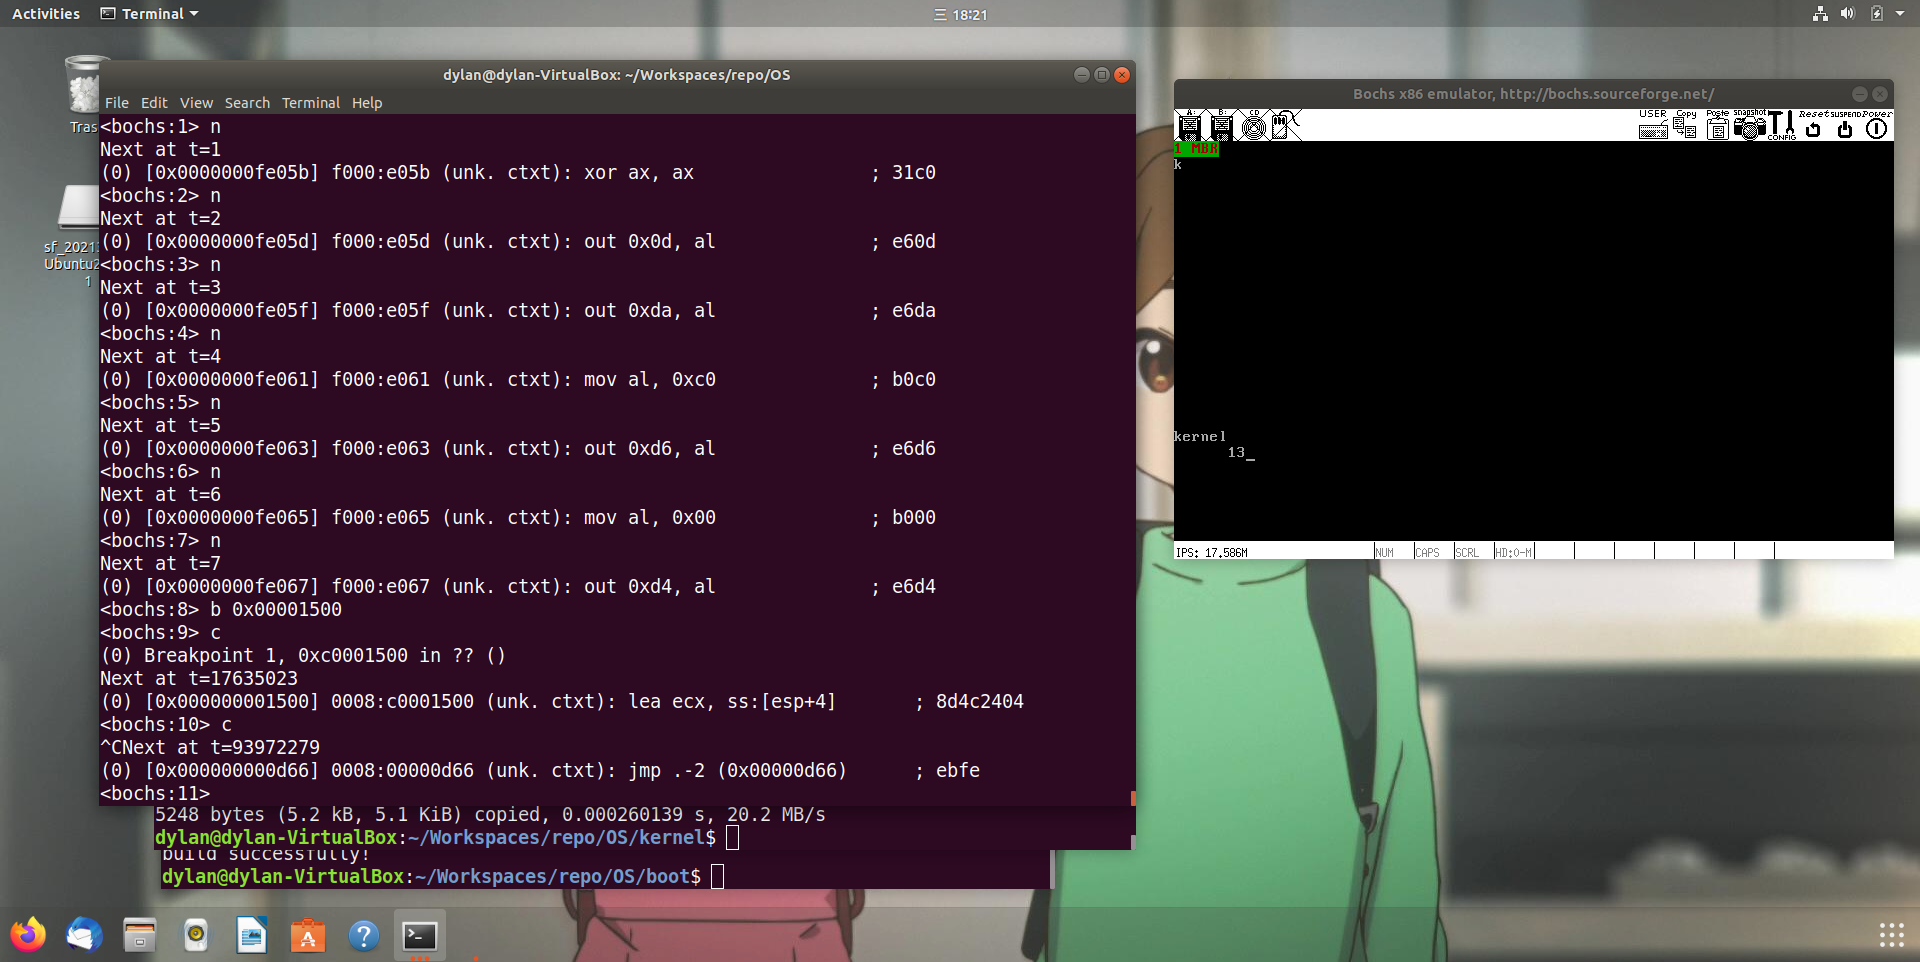 Activities
Terminal
三 18:21
Tras
sf_2021
Ubuntu2
1
dylan@dylan-VirtualBox: ~/Workspaces/repo/OS
File Edit View Search Terminal Help
<bochs:1> n
Next at t=1
(0) [0x0000000fe05b] f000:e05b (unk. ctxt): xor ax, ax ; 31c0
<bochs:2> n
Next at t=2
(0) [0x0000000fe05d] f000:e05d (unk. ctxt): out 0x0d, al ; e60d
<bochs:3> n
Next at t=3
(0) [0x0000000fe05f] f000:e05f (unk. ctxt): out 0xda, al ; e6da
<bochs:4> n
Next at t=4
(0) [0x0000000fe061] f000:e061 (unk. ctxt): mov al, 0xc0 ; b0c0
<bochs:5> n
Next at t=5
(0) [0x0000000fe063] f000:e063 (unk. ctxt): out 0xd6, al ; e6d6
<bochs:6> n
Next at t=6
(0) [0x0000000fe065] f000:e065 (unk. ctxt): mov al, 0x00 ; b000
<bochs:7> n
Next at t=7
(0) [0x0000000fe067] f000:e067 (unk. ctxt): out 0xd4, al ; e6d4
<bochs:8> b 0x00001500
<bochs:9> c
(0) Breakpoint 1, 0xc0001500 in ?? ()
Next at t=17635023
(0) [0x000000001500] 0008:c0001500 (unk. ctxt): lea ecx, ss:[esp+4] ; 8d4c2404
<bochs:10> c
^CNext at t=93972279
(0) [0x000000000d66] 0008:00000d66 (unk. ctxt): jmp .-2 (0x00000d66) ; ebfe
<bochs:11>
5248 bytes (5.2 kB, 5.1 KiB) copied, 0.000260139 s, 20.2 MB/s
dylan@dylan-VirtualBox:~/Workspaces/repo/OS/kernel$
build successfully!
dylan@dylan-VirtualBox:~/Workspaces/repo/OS/boot$
Bochs x86 emulator, http://bochs.sourceforge.net/
A: B: CD USER Copy Paste snapshot CONFIG Reset SUSPEND Power
1 MBR
k
kernel
13_
IPS: 17.586M NUM CAPS SCRL HD:0-M